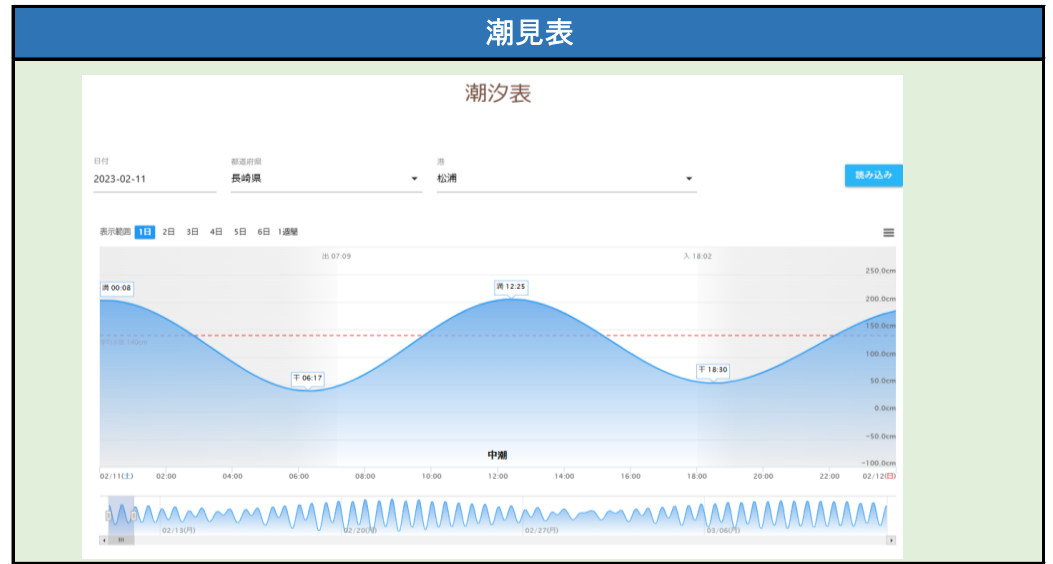 潮見表
潮汐表
日付 都道府県 港
2023-02-11 長崎県 松浦 読み込み
表示範囲 1日 2日 3日 4日 5日 6日 1週間
出 07:09 入 18:02
250.0cm
満 00:08 満 12:25
200.0cm
150.0cm
100.0cm
干 06:17 干 18:30
50.0cm
0.0cm
-50.0cm
中潮
-100.0cm
02/11(土) 02:00 04:00 06:00 08:00 10:00 12:00 14:00 16:00 18:00 20:00 22:00 02/12(日)
02/13(月) 02/20(月) 02/27(月) 03/06(月)